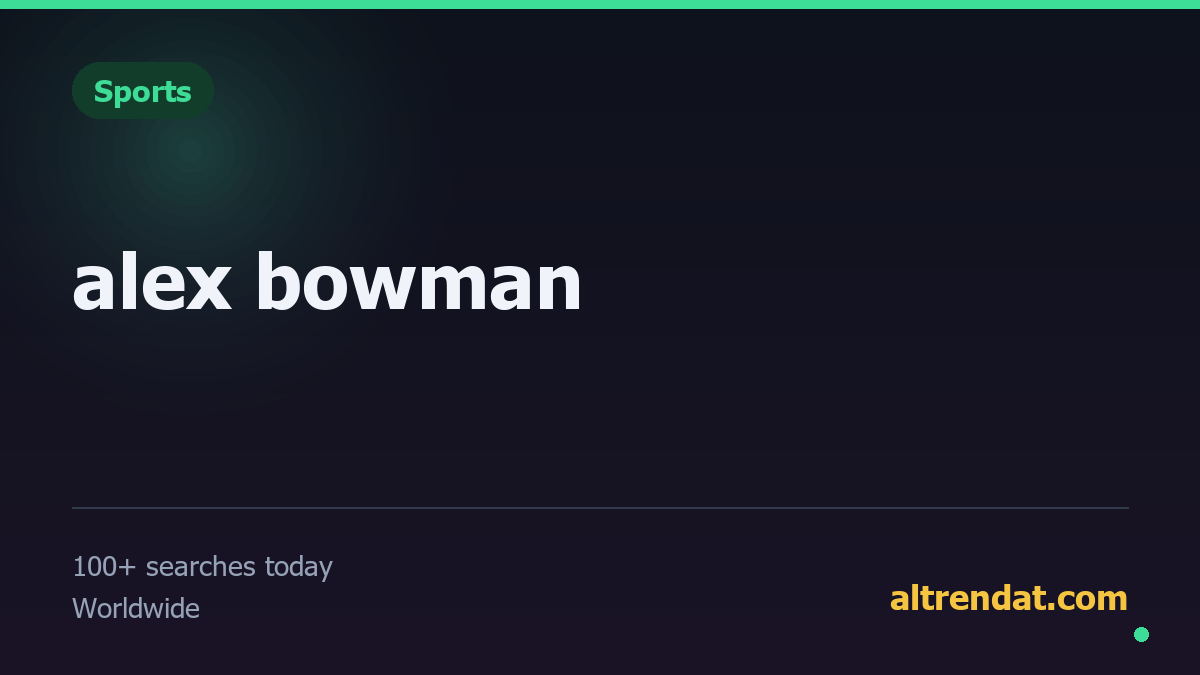 Sports
alex bowman
100+ searches today
Worldwide
altrendat.com